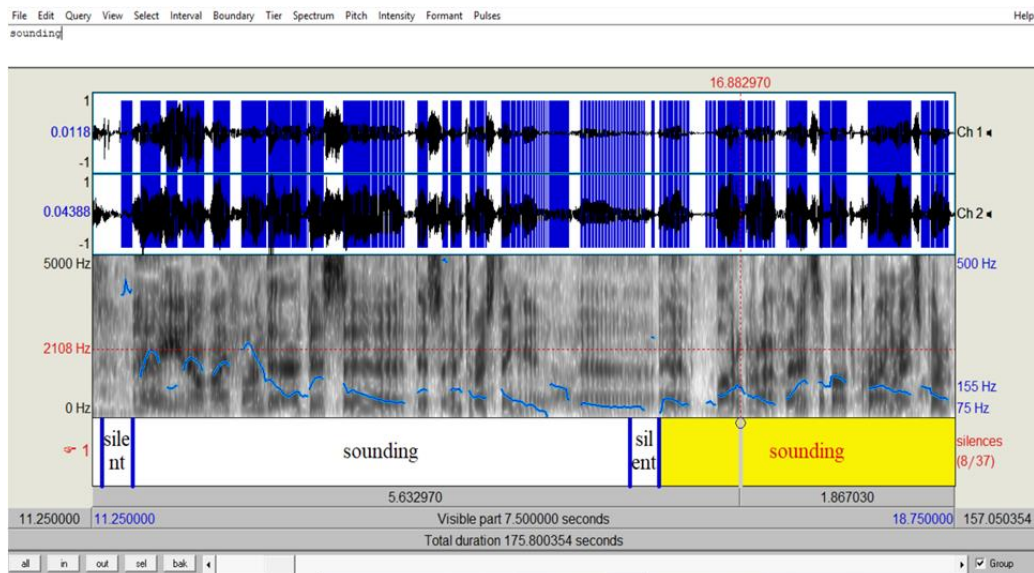 File Edit Query View Select Interval Boundary Tier Spectrum Pitch Intensity Formant Pulses Help
sounding
16.882970
1
0.0118 Ch 1
-1
1
0.04388 Ch 2
-1
5000 Hz 500 Hz
2108 Hz
155 Hz
0 Hz 75 Hz
sile
nt
sounding
sil
ent
sounding
1 silences
(8/37)
5.632970 1.867030
11.250000 11.250000 Visible part 7.500000 seconds 18.750000 157.050354
Total duration 175.800354 seconds
all in out sel bak Group